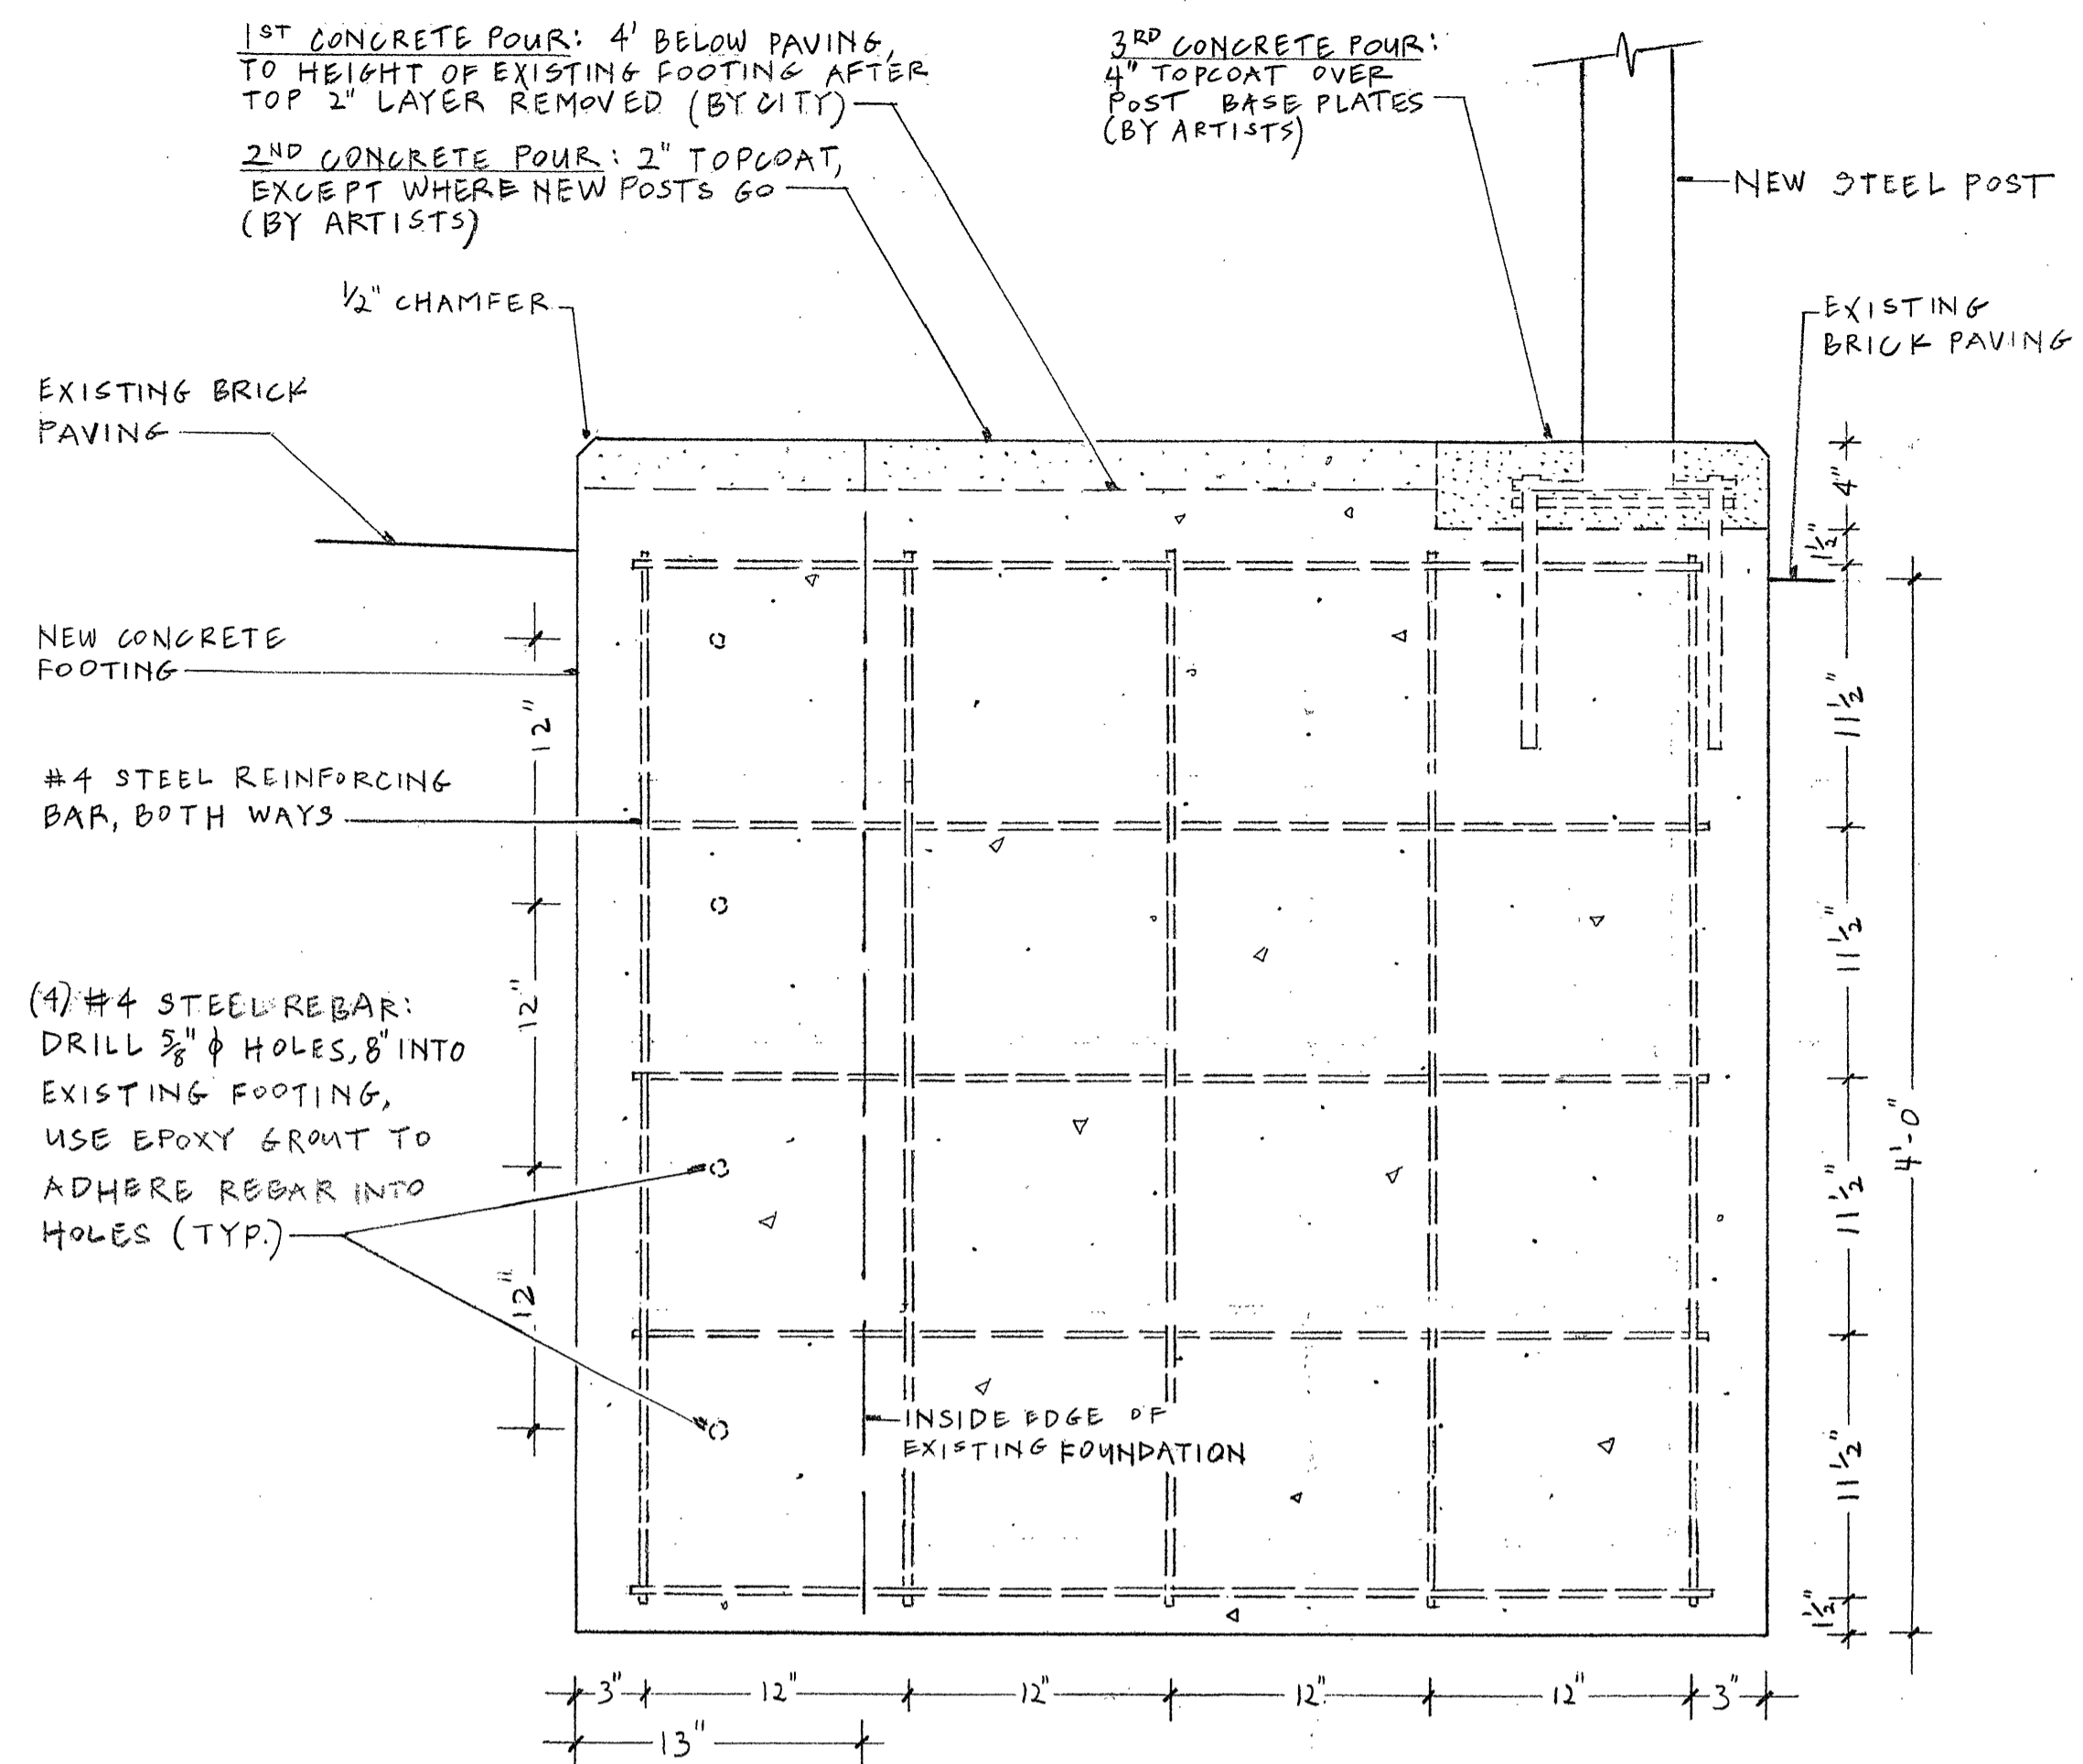 1ST CONCRETE POUR: 4' BELOW PAVING,
TO HEIGHT OF EXISTING FOOTING AFTER
TOP 2" LAYER REMOVED (BY CITY)
2ND CONCRETE POUR: 2" TOPCOAT,
EXCEPT WHERE NEW POSTS GO
(BY ARTISTS)
3RD CONCRETE POUR:
4" TOPCOAT OVER
POST BASE PLATES
(BY ARTISTS)
NEW STEEL POST
1/2" CHAMFER
EXISTING
BRICK PAVING
EXISTING BRICK
PAVING
NEW CONCRETE
FOOTING
#4 STEEL REINFORCING
BAR, BOTH WAYS
(4) #4 STEEL REBAR:
DRILL 5/8" ϕ HOLES, 8" INTO
EXISTING FOOTING,
USE EPOXY GROUT TO
ADHERE REBAR INTO
HOLES (TYP.)
12"
12"
12"
INSIDE EDGE OF
EXISTING FOUNDATION
4"
1 1/2"
11 1/2"
11 1/2"
11 1/2"
11 1/2"
1 1/2"
4'-0"
3" 12" 12" 12" 12" 3"
13"